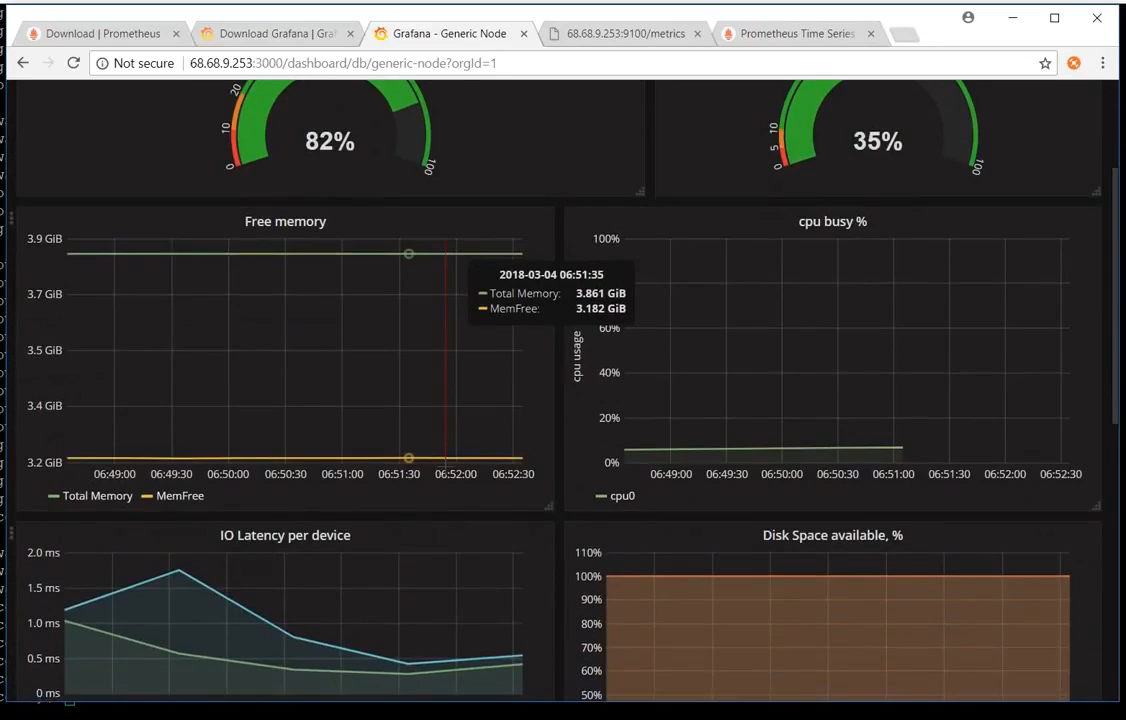 Download | Prometheus
Download Grafana | Gra
Grafana - Generic Node
68.68.9.253:9100/metrics
Prometheus Time Series
Not secure
68.68.9.253:3000/dashboard/db/generic-node?orgId=1
20
10
0
82%
100
10
5
0
35%
100
Free memory
3.9 GiB
3.7 GiB
3.5 GiB
3.4 GiB
3.2 GiB
06:49:00 06:49:30 06:50:00 06:50:30 06:51:00 06:51:30 06:52:00 06:52:30
Total Memory MemFree
2018-03-04 06:51:35
Total Memory: 3.861 GiB
MemFree: 3.182 GiB
cpu busy %
100%
60%
40%
20%
0%
cpu usage
06:49:00 06:49:30 06:50:00 06:50:30 06:51:00 06:51:30 06:52:00 06:52:30
cpu0
IO Latency per device
2.0 ms
1.5 ms
1.0 ms
0.5 ms
0 ms
Disk Space available, %
110%
100%
90%
80%
70%
60%
50%